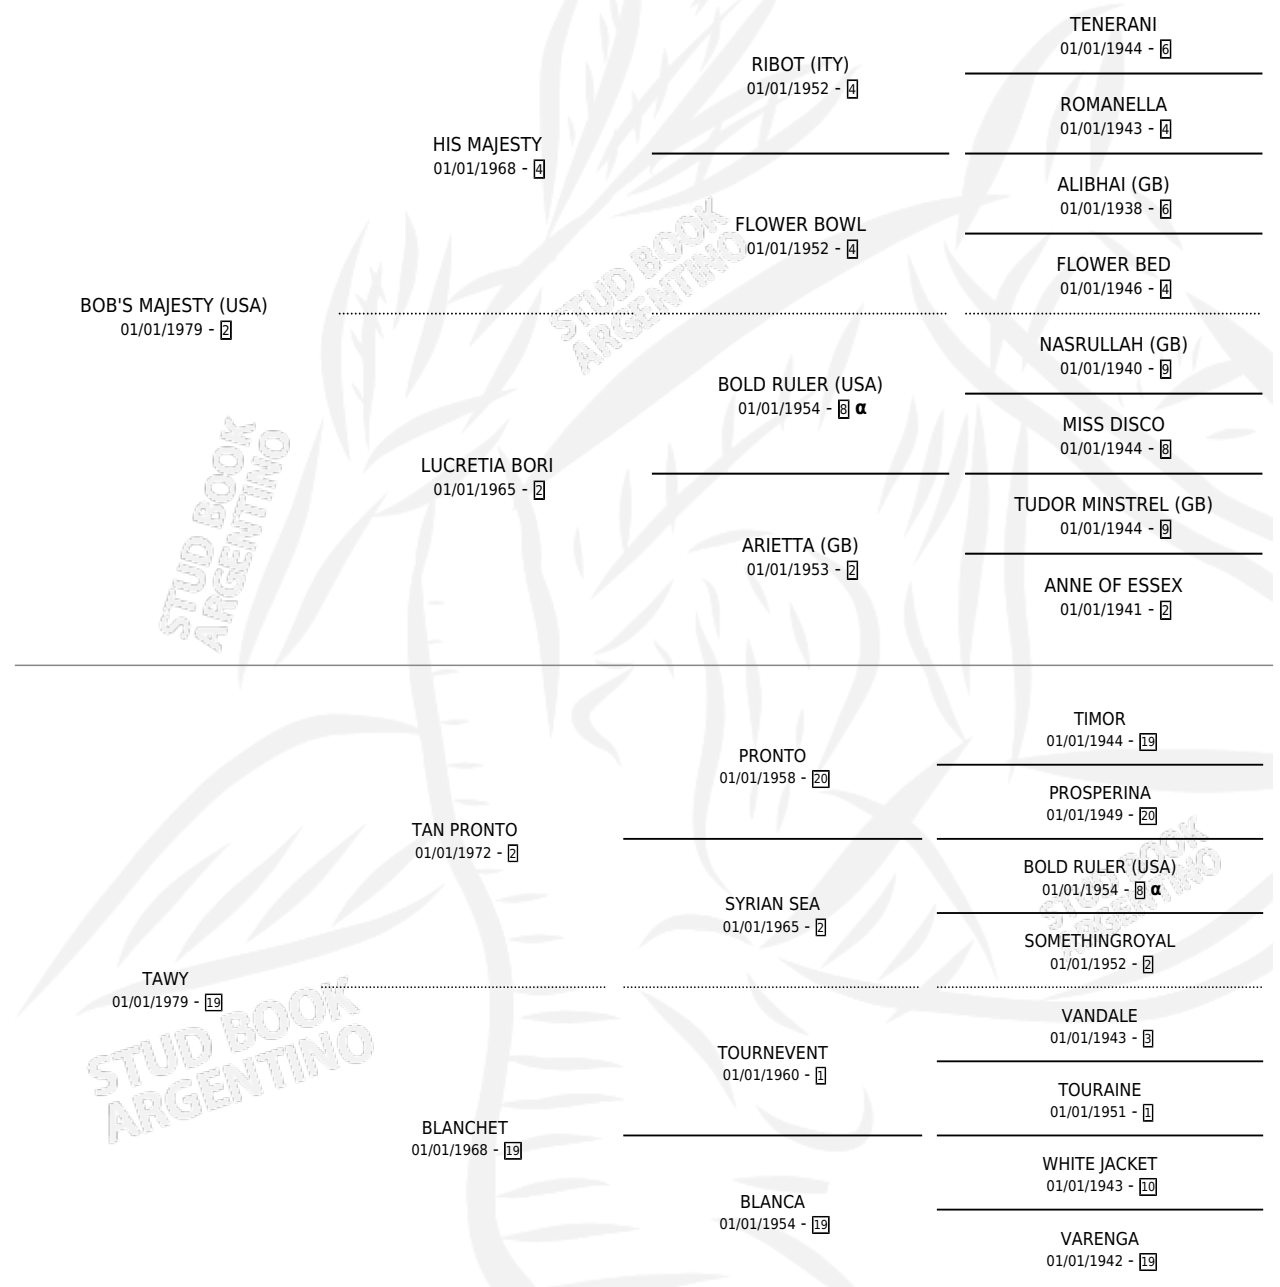 TENERANI
01/01/1944 - 6
RIBOT (ITY)
01/01/1952 - 4
ROMANELLA
01/01/1943 - 4
HIS MAJESTY
01/01/1968 - 4
ALIBHAI (GB)
01/01/1938 - 6
FLOWER BOWL
01/01/1952 - 4
FLOWER BED
01/01/1946 - 4
STUD BOOK
ARGENTINO
BOB'S MAJESTY (USA)
01/01/1979 - 2
NASRULLAH (GB)
01/01/1940 - 9
BOLD RULER (USA)
01/01/1954 - 8 α
MISS DISCO
01/01/1944 - 8
LUCRETIA BORI
01/01/1965 - 2
TUDOR MINSTREL (GB)
01/01/1944 - 9
ARIETTA (GB)
01/01/1953 - 2
ANNE OF ESSEX
01/01/1941 - 2
STUD BOOK
ARGENTINO
TIMOR
01/01/1944 - 19
PRONTO
01/01/1958 - 20
PROSPERINA
01/01/1949 - 20
TAN PRONTO
01/01/1972 - 2
BOLD RULER (USA)
01/01/1954 - 8 α
SYRIAN SEA
01/01/1965 - 2
SOMETHINGROYAL
01/01/1952 - 2
STUD BOOK
ARGENTINO
TAWY
01/01/1979 - 19
VANDALE
01/01/1943 - 3
TOURNEVENT
01/01/1960 - 1
TOURAINE
01/01/1951 - 1
BLANCHET
01/01/1968 - 19
WHITE JACKET
01/01/1943 - 10
BLANCA
01/01/1954 - 19
VARENGA
01/01/1942 - 19
STUD BOOK
ARGENTINO